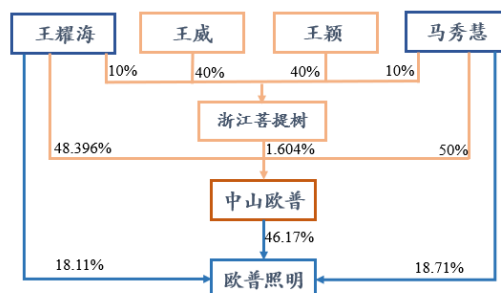 王耀海 王威 王颖 马秀慧
10% 40% 40% 10%
浙江菩提树
48.396% 1.604% 50%
中山欧普
46.17%
18.11% 18.71%
欧普照明